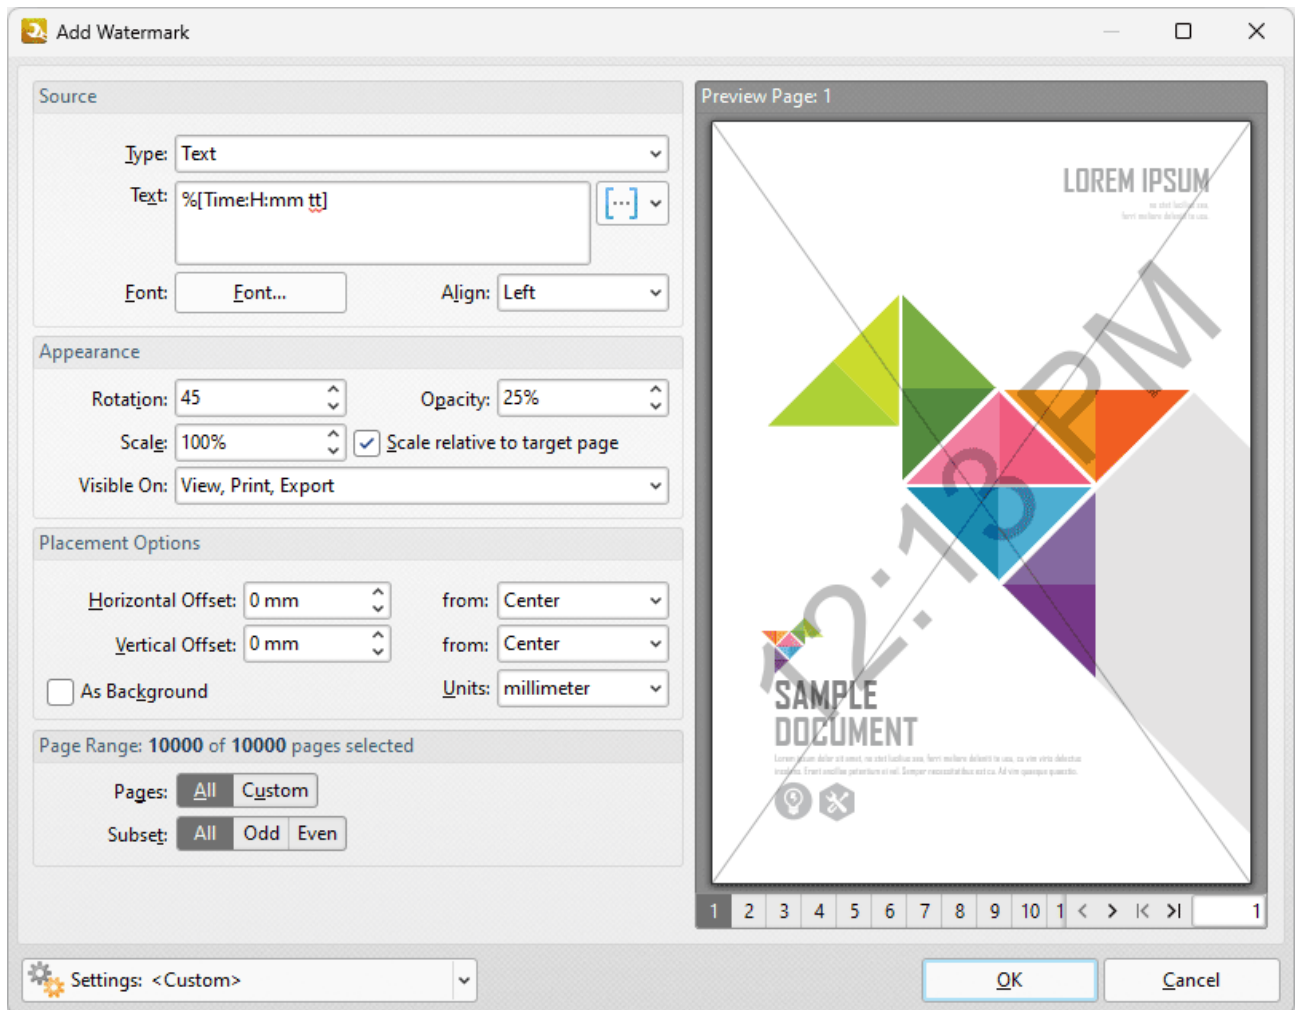 Add Watermark
Source
Type: Text
Text: %[Time:H:mm tt]
Font: Font... Align: Left
Appearance
Rotation: 45 Opacity: 25%
Scale: 100% Scale relative to target page
Visible On: View, Print, Export
Placement Options
Horizontal Offset: 0 mm from: Center
Vertical Offset: 0 mm from: Center
As Background Units: millimeter
Page Range: 10000 of 10000 pages selected
Pages: All Custom
Subset: All Odd Even
Preview Page: 1
LOREM IPSUM
12:13 PM
SAMPLE
DOCUMENT
1 2 3 4 5 6 7 8 9 10 1 1
Settings: <Custom>
OK Cancel